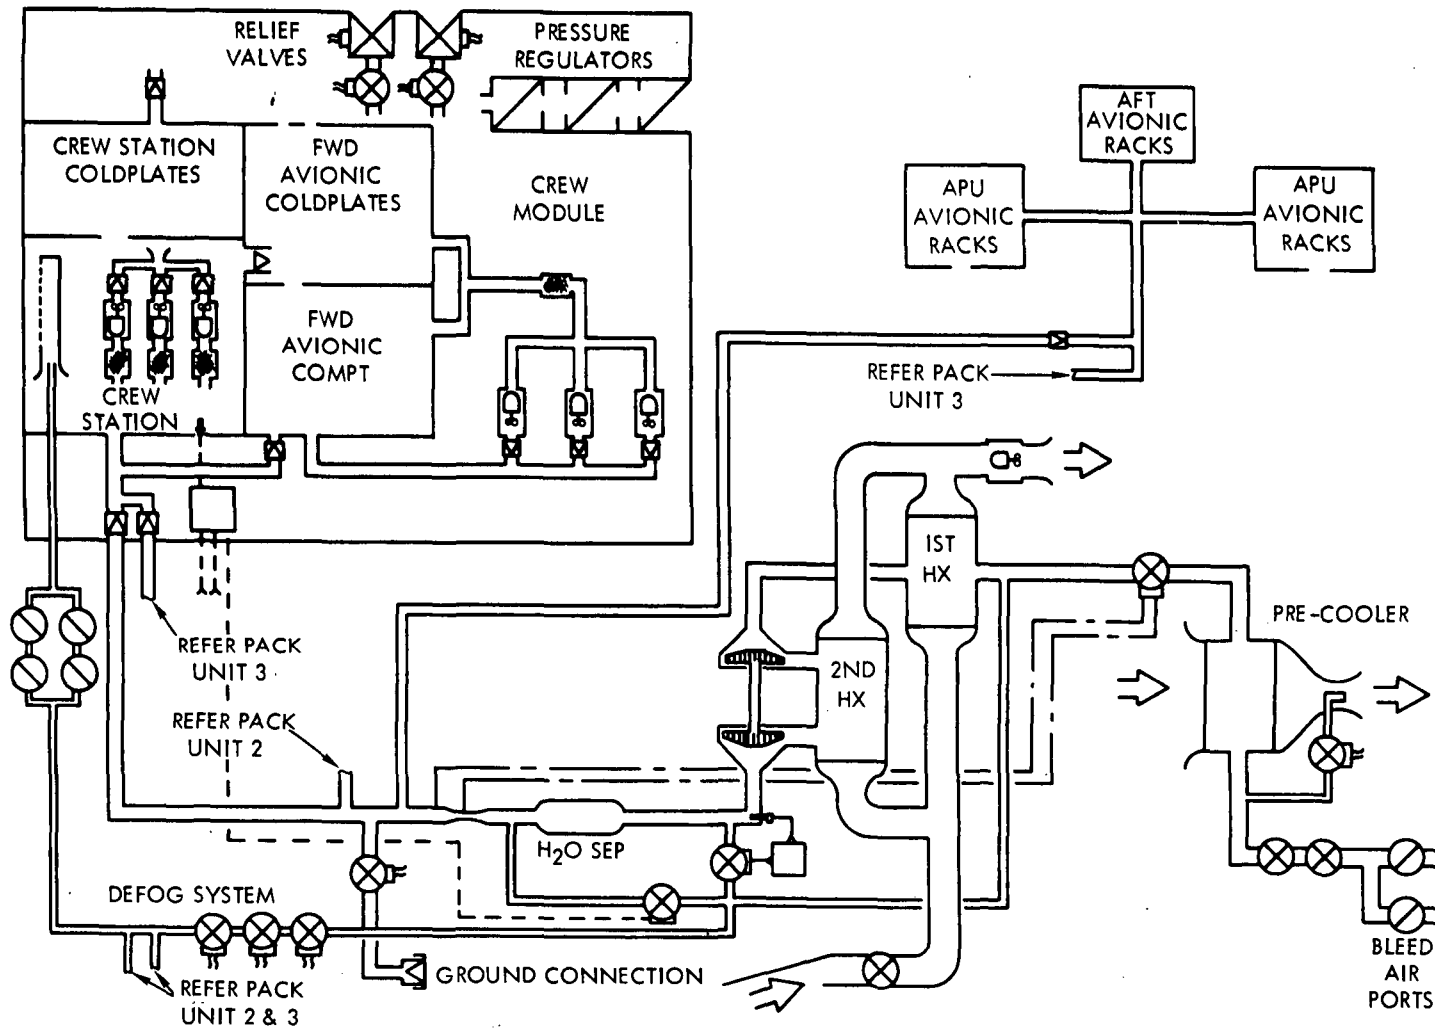 RELIEF
VALVES
PRESSURE
REGULATORS
CREW STATION
COLDPLATES
FWD
AVIONIC
COLDPLATES
CREW
MODULE
AFT
AVIONIC
RACKS
APU
AVIONIC
RACKS
APU
AVIONIC
RACKS
FWD
AVIONIC
COMPT
CREW
STATION
REFER PACK
UNIT 3
1ST
HX
PRE-COOLER
REFER PACK
UNIT 3
2ND
HX
REFER PACK
UNIT 2
H2O SEP
DEFOG SYSTEM
GROUND CONNECTION
REFER PACK
UNIT 2 & 3
BLEED
AIR
PORTS